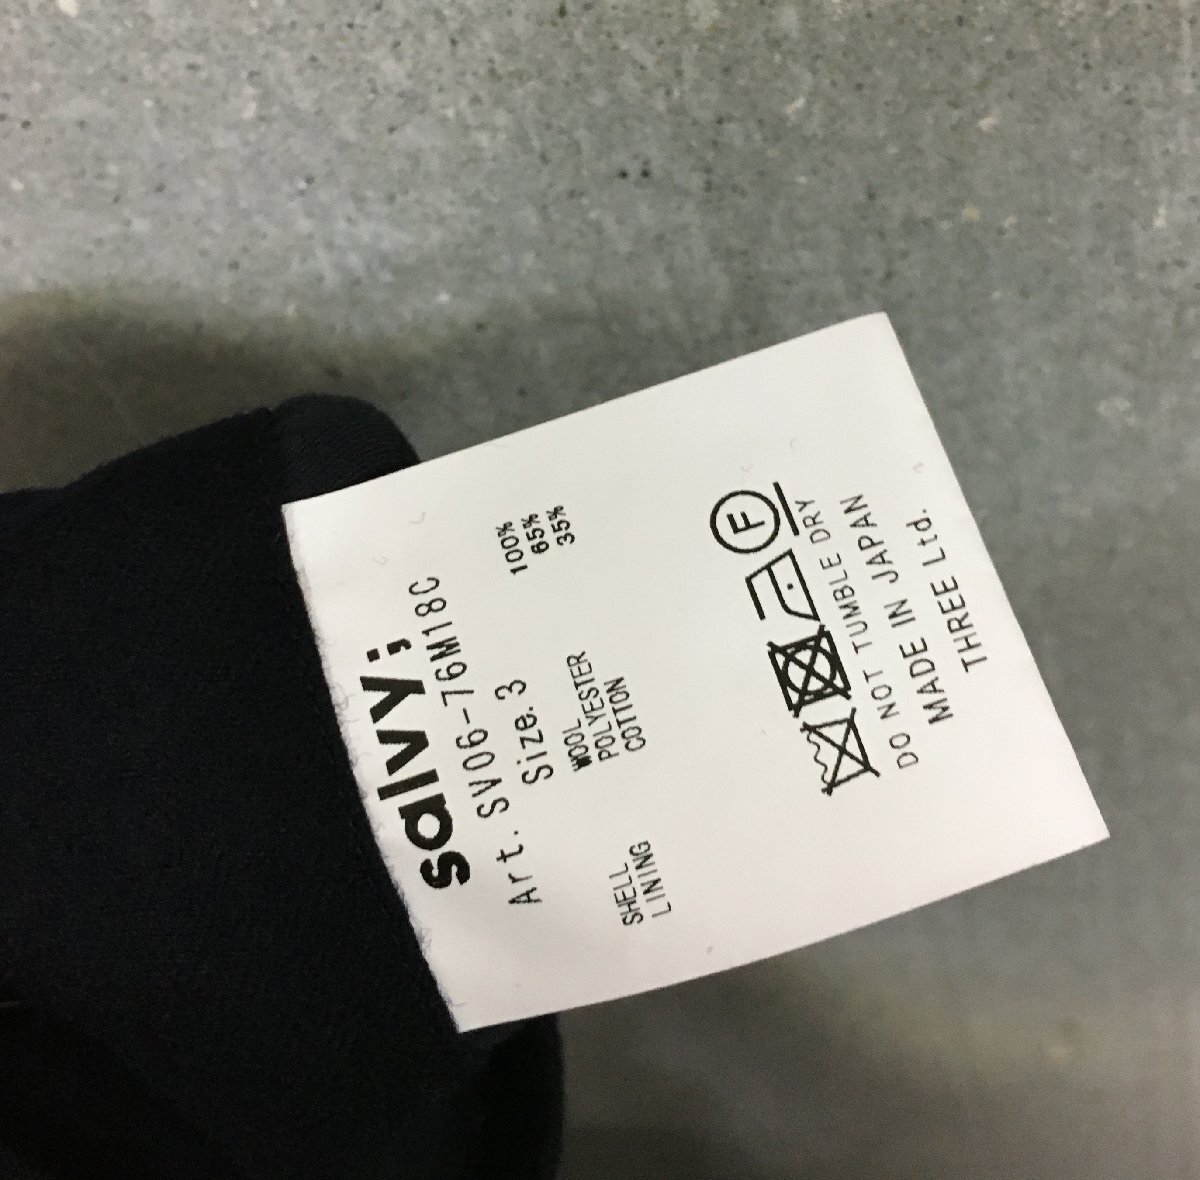 salvy;
Art. SV06-76M18C
Size.3
SHELL WOOL 100%
LINING POLYESTER 65%
COTTON 35%
F
DO NOT TUMBLE DRY
MADE IN JAPAN
THREE Ltd.